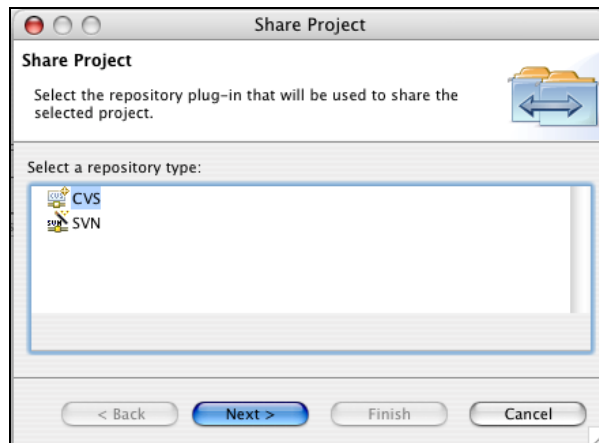 Share Project
Share Project
Select the repository plug-in that will be used to share the
selected project.
Select a repository type:
CVS
SVN
< Back
Next >
Finish
Cancel